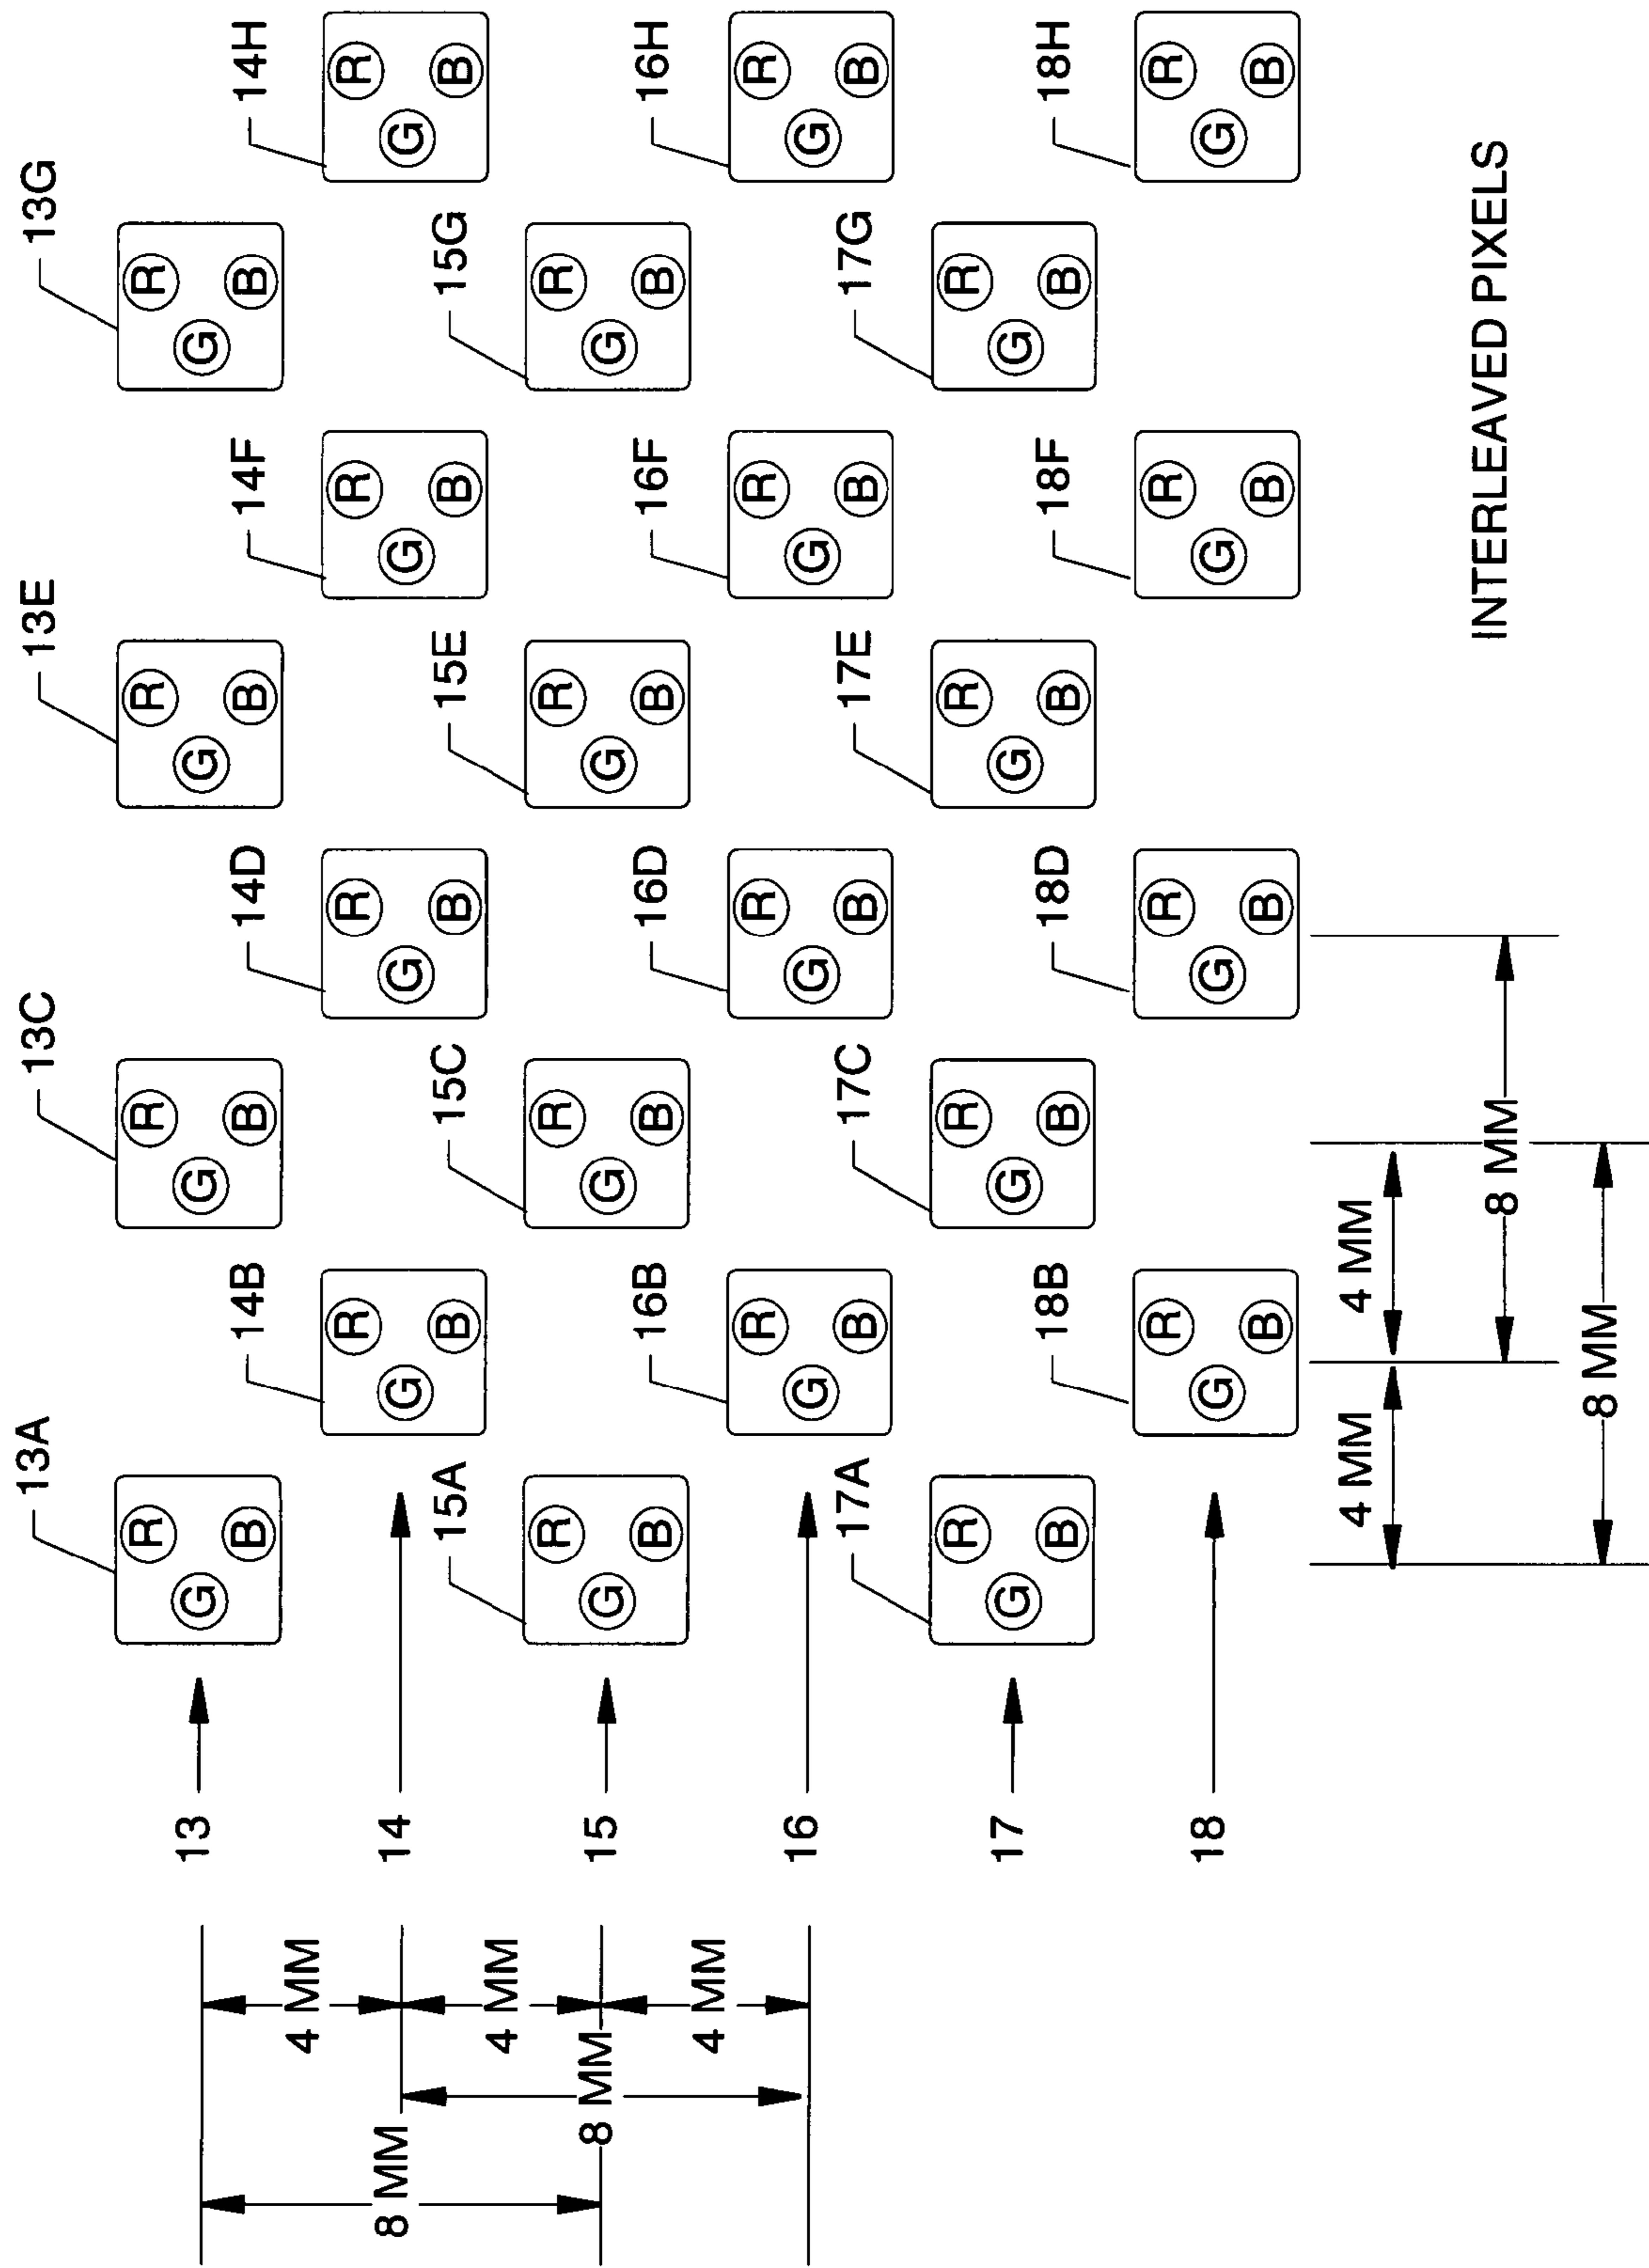 13A 13C 13E 13G
R R R R
13 G G G G
B B B B
14B 14D 14F 14H
4 MM
R R R R
8 MM
14 G G G G
B B B B
15A 15C 15E 15G
4 MM
R R R R
8 MM
15 G G G G
B B B B
16B 16D 16F 16H
4 MM
R R R R
16 G G G G
B B B B
17A 17C 17E 17G
R R R R
17 G G G G
B B B B
18B 18D 18F 18H
R R R R
18 G G G G
B B B B
4 MM 4 MM
8 MM
INTERLEAVED PIXELS
8 MM